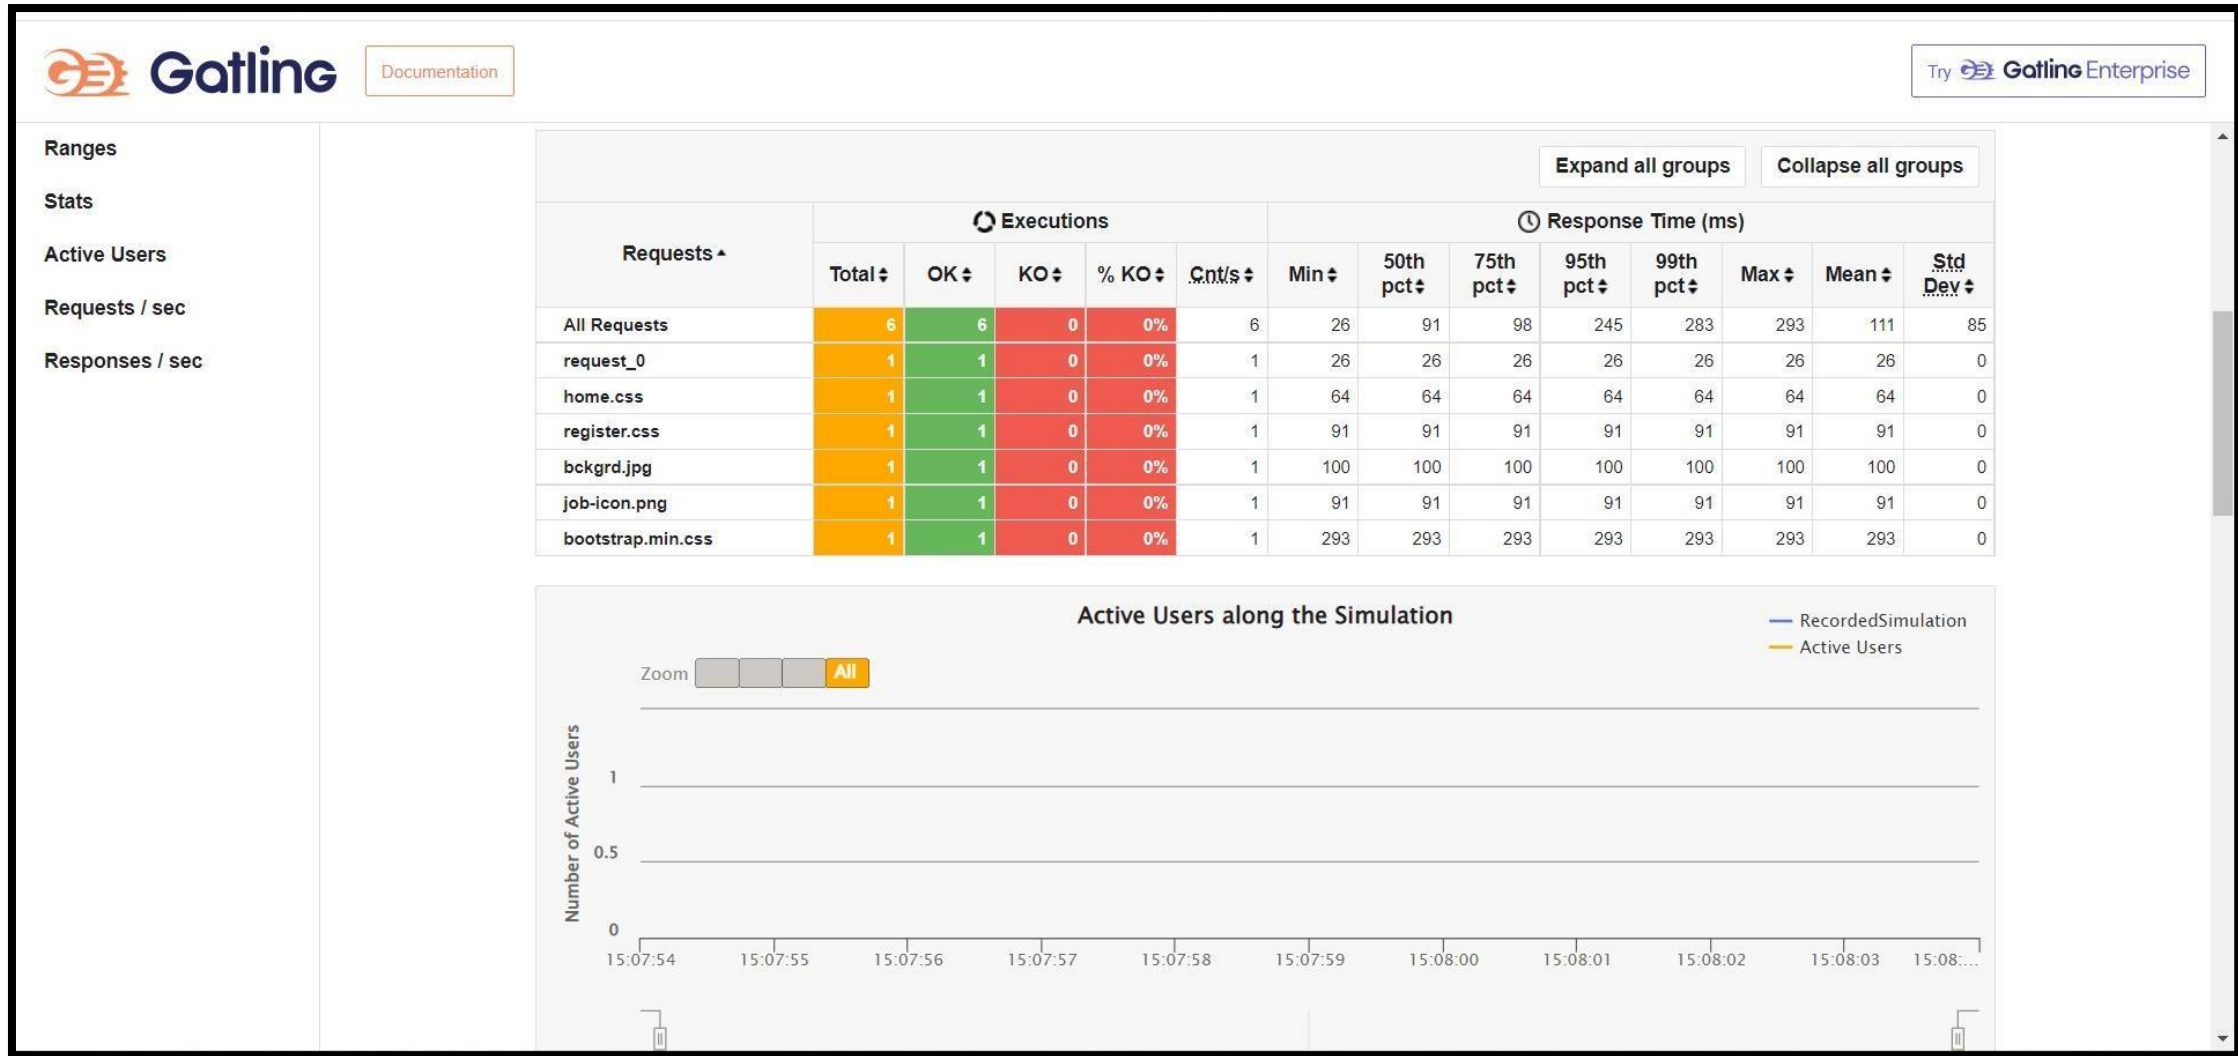 Gatling Documentation Try Gatling Enterprise
Ranges
Stats
Active Users
Requests / sec
Responses / sec
Expand all groups Collapse all groups
Requests Executions Response Time (ms)
Total OK KO % KO Cnt/s Min 50th pct 75th pct 95th pct 99th pct Max Mean Std Dev
All Requests 6 6 0 0% 6 26 91 98 245 283 293 111 85
request_0 1 1 0 0% 1 26 26 26 26 26 26 26 0
home.css 1 1 0 0% 1 64 64 64 64 64 64 64 0
register.css 1 1 0 0% 1 91 91 91 91 91 91 91 0
bckgrd.jpg 1 1 0 0% 1 100 100 100 100 100 100 100 0
job-icon.png 1 1 0 0% 1 91 91 91 91 91 91 91 0
bootstrap.min.css 1 1 0 0% 1 293 293 293 293 293 293 293 0
Active Users along the Simulation
RecordedSimulation
Active Users
Zoom All
Number of Active Users
1
0.5
0
15:07:54 15:07:55 15:07:56 15:07:57 15:07:58 15:07:59 15:08:00 15:08:01 15:08:02 15:08:03 15:08:...